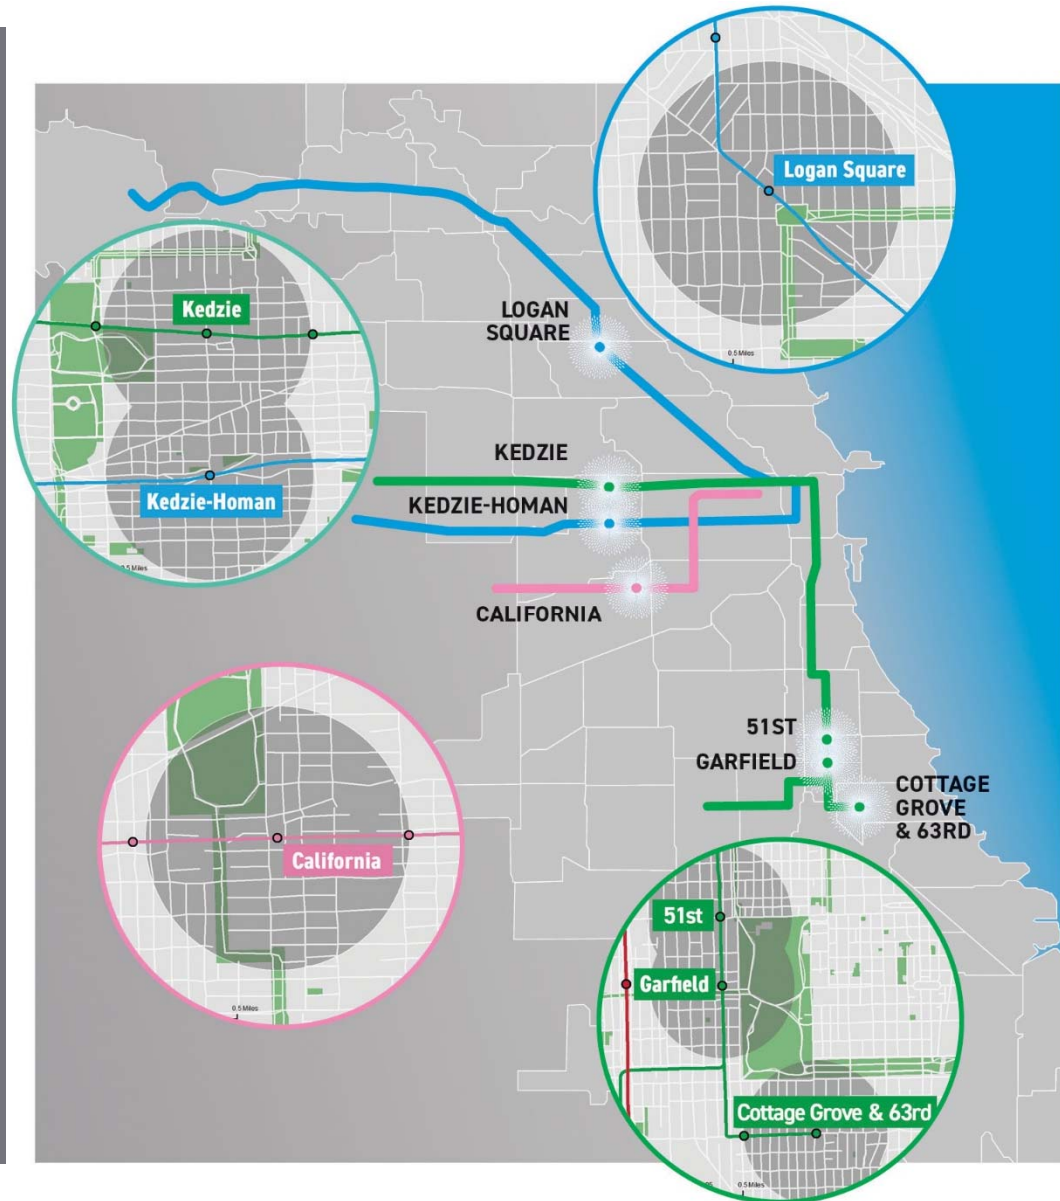 Logan Square
0.5 Miles
Kedzie
Kedzie-Homan
0.5 Miles
LOGAN
SQUARE
KEDZIE
KEDZIE-HOMAN
CALIFORNIA
51ST
GARFIELD
COTTAGE
GROVE
& 63RD
California
0.5 Miles
51st
Garfield
Cottage Grove & 63rd
0.5 Miles